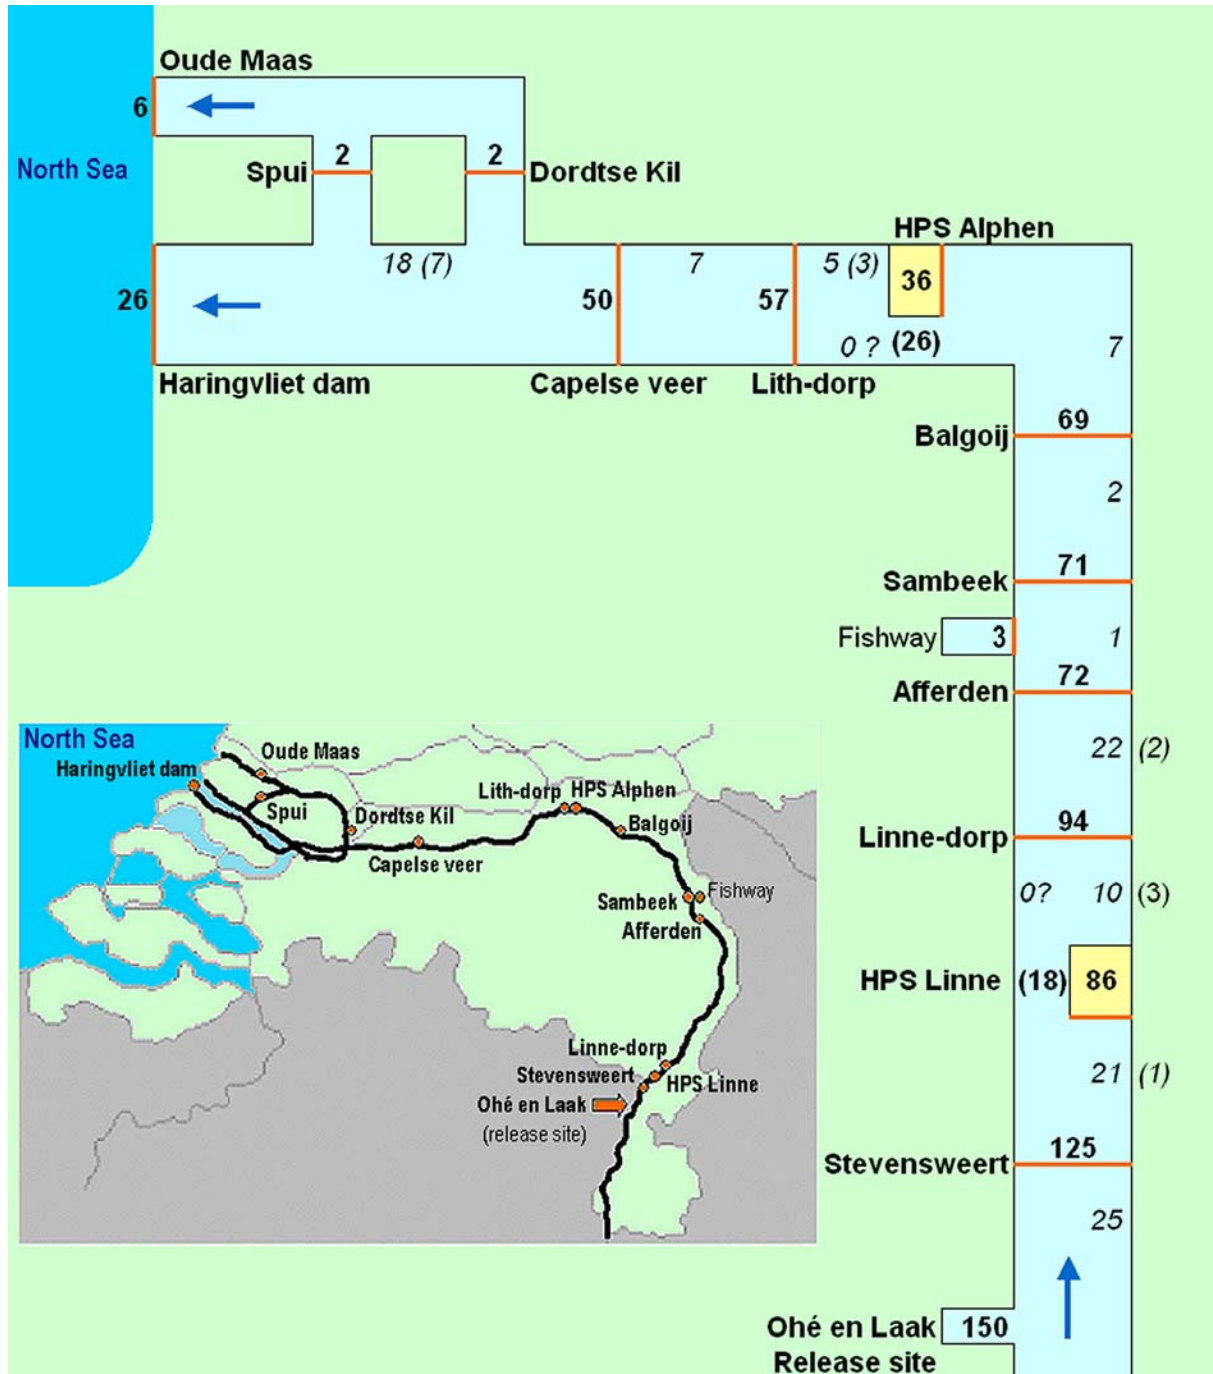 Oude Maas
6
North Sea
Spui
2
2
Dordtse Kil
HPS Alphen
18 (7)
7
5 (3)
36
26
50
57
0 ? (26)
7
Haringvliet dam
Capelse veer
Lith-dorp
69
Balgoij
2
71
Sambeek
Fishway
3
1
72
Afferden
22 (2)
94
Linne-dorp
0? 10 (3)
HPS Linne (18) 86
21 (1)
125
Stevensweert
25
Ohé en Laak 150
Release site
North Sea
Oude Maas
Haringvliet dam
Spui
Dordtse Kil
Capelse veer
Lith-dorp
HPS Alphen
Balgoij
Sambeek
Fishway
Afferden
Linne-dorp
Stevensweert
HPS Linne
Ohé en Laak
(release site)